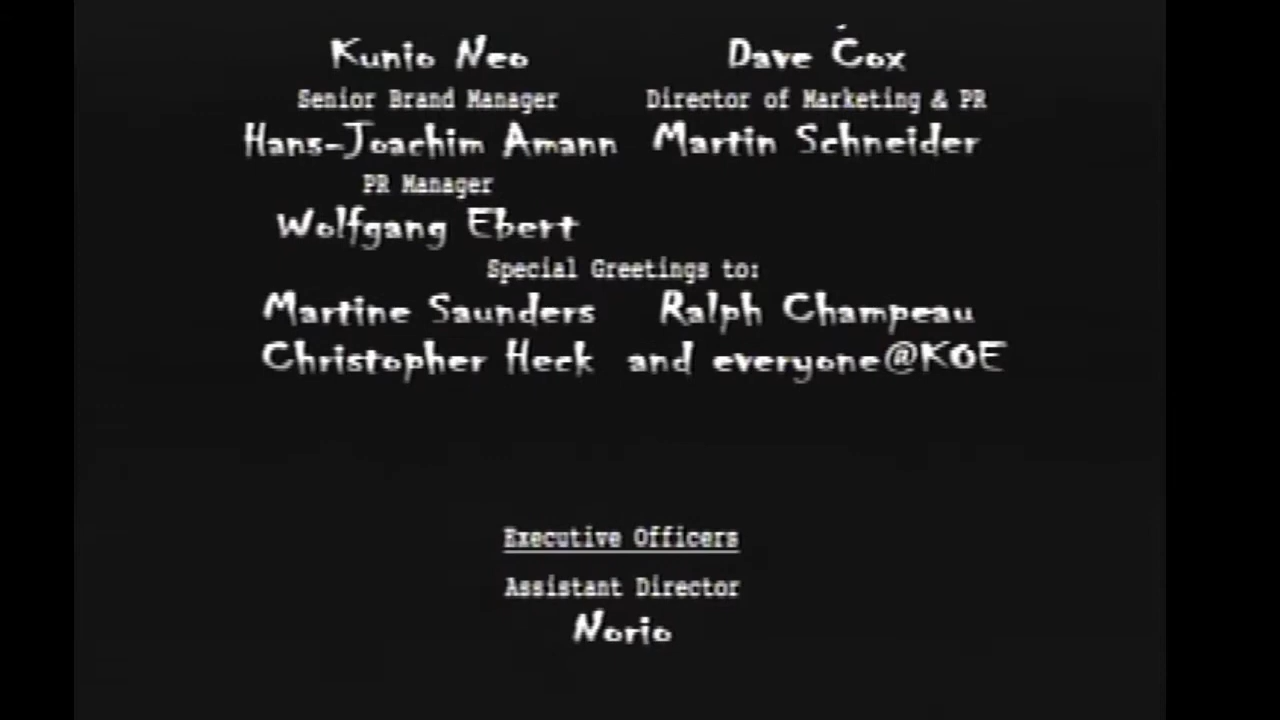 Kunio Neo Dave Cox
Senior Brand Manager Director of Marketing & PR
Hans-Joachim Amann Martin Schneider
PR Manager
Wolfgang Ebert
Special Greetings to:
Martine Saunders Ralph Champeau
Christopher Heck and everyone@KOE
Executive Officers
Assistant Director
Norio